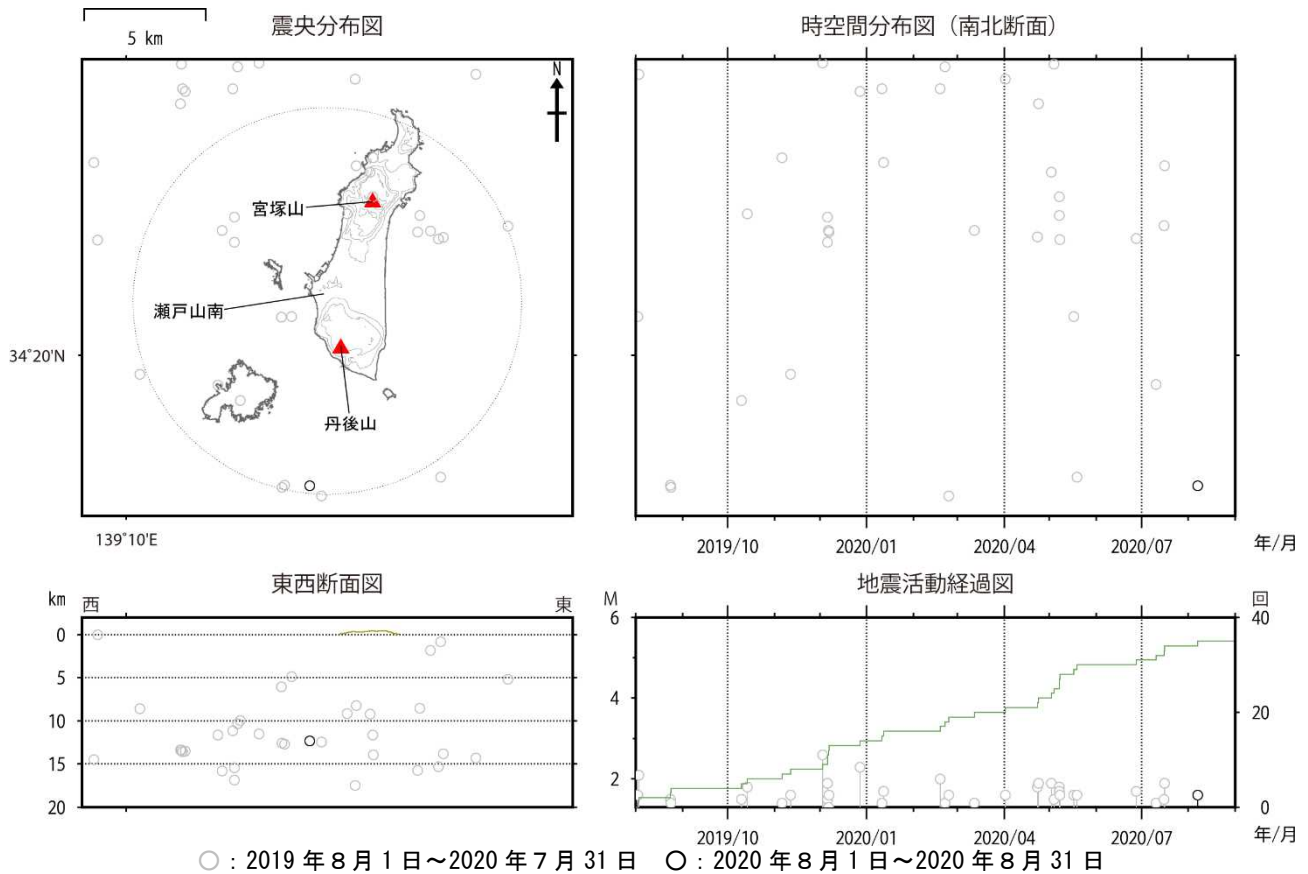 震央分布図
5 km
N
宮塚山
瀬戸山南
丹後山
34°20'N
139°10'E
時空間分布図（南北断面）
2019/10 2020/01 2020/04 2020/07 年/月
東西断面図
km 西 東
0
5
10
15
20
地震活動経過図
M 回
6 40
4
20
2
0
2019/10 2020/01 2020/04 2020/07 年/月
○：2019 年８月１日～2020 年７月 31 日 ○：2020 年８月１日～2020 年８月 31 日